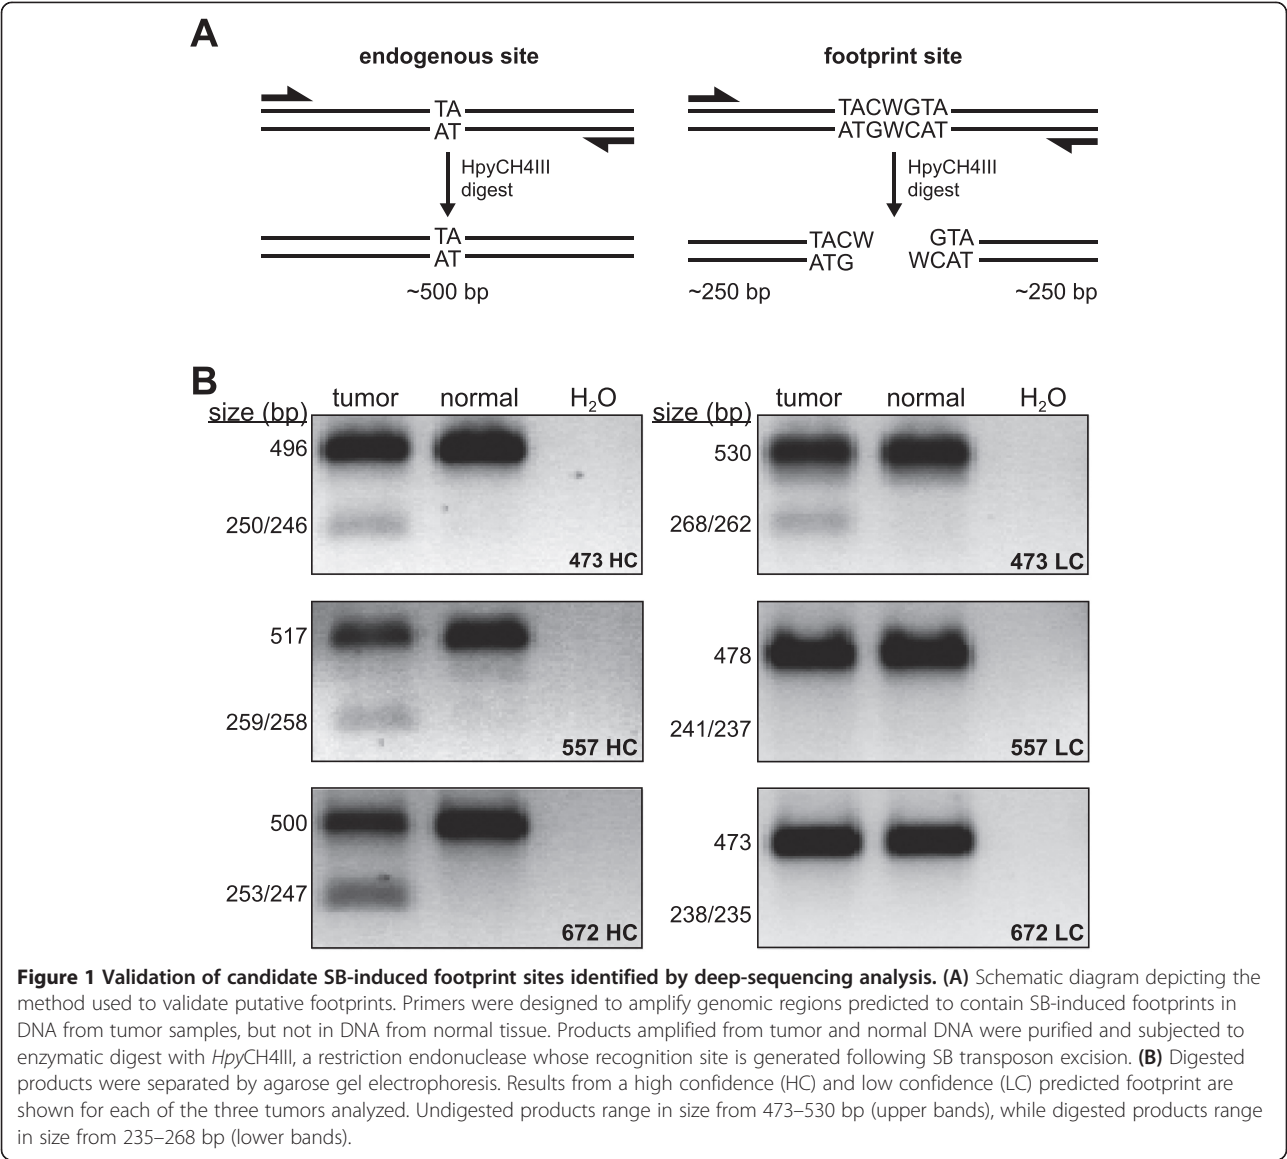 A
endogenous site
footprint site
TA
AT
TACWGTA
ATGWCAT
HpyCH4III
digest
HpyCH4III
digest
TA
AT
TACW
ATG
GTA
WCAT
~500 bp
~250 bp
~250 bp
B
size (bp)
tumor normal H₂O
496
250/246
473 HC
517
259/258
557 HC
500
253/247
672 HC
size (bp)
tumor normal H₂O
530
268/262
473 LC
478
241/237
557 LC
473
238/235
672 LC
Figure 1 Validation of candidate SB-induced footprint sites identified by deep-sequencing analysis. (A) Schematic diagram depicting the
method used to validate putative footprints. Primers were designed to amplify genomic regions predicted to contain SB-induced footprints in
DNA from tumor samples, but not in DNA from normal tissue. Products amplified from tumor and normal DNA were purified and subjected to
enzymatic digest with HpyCH4III, a restriction endonuclease whose recognition site is generated following SB transposon excision. (B) Digested
products were separated by agarose gel electrophoresis. Results from a high confidence (HC) and low confidence (LC) predicted footprint are
shown for each of the three tumors analyzed. Undigested products range in size from 473–530 bp (upper bands), while digested products range
in size from 235–268 bp (lower bands).